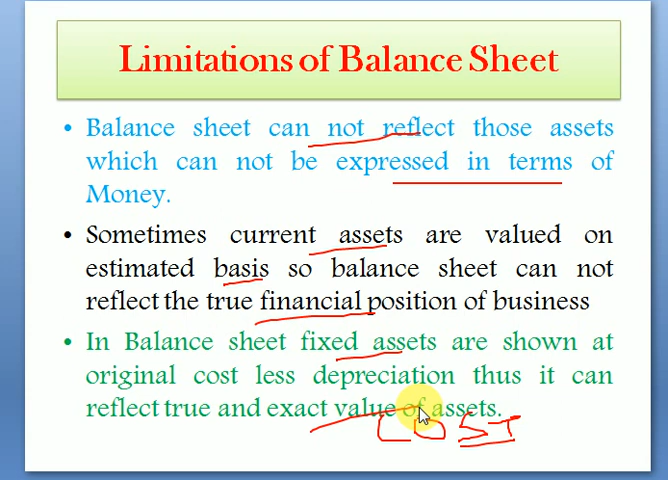 Limitations of Balance Sheet
• Balance sheet can not reflect those assets
which can not be expressed in terms of
Money.
• Sometimes current assets are valued on
estimated basis so balance sheet can not
reflect the true financial position of business
• In Balance sheet fixed assets are shown at
original cost less depreciation thus it can
reflect true and exact value of assets.
COST